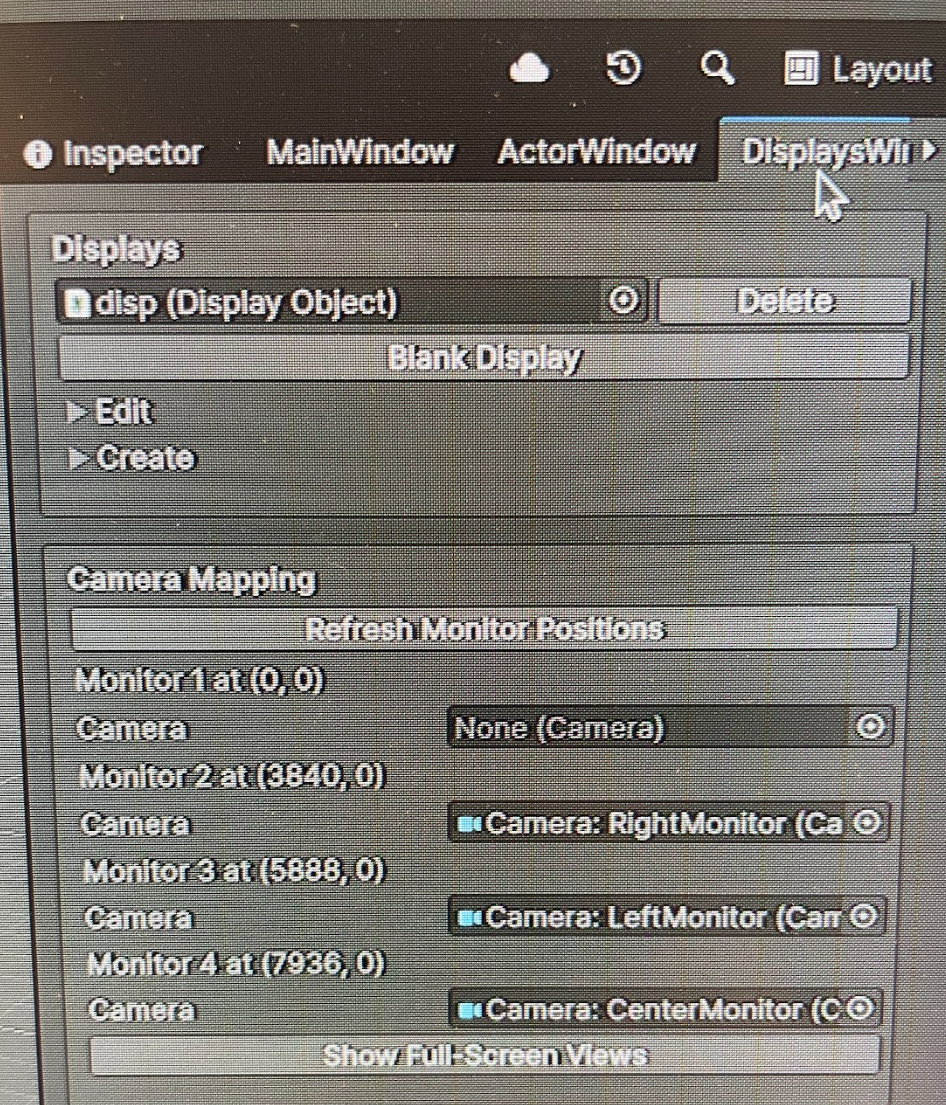 Layout
Inspector MainWindow ActorWindow DisplaysWi
Displays
disp (Display Object) Delete
Blank Display
Edit
Create
Camera Mapping
Refresh Monitor Positions
Monitor 1 at (0, 0)
Camera None (Camera)
Monitor 2 at (3840, 0)
Camera Camera: RightMonitor (Ca
Monitor 3 at (5888, 0)
Camera Camera: LeftMonitor (Cam
Monitor 4 at (7936, 0)
Camera Camera: CenterMonitor (C
Show Full-Screen Views